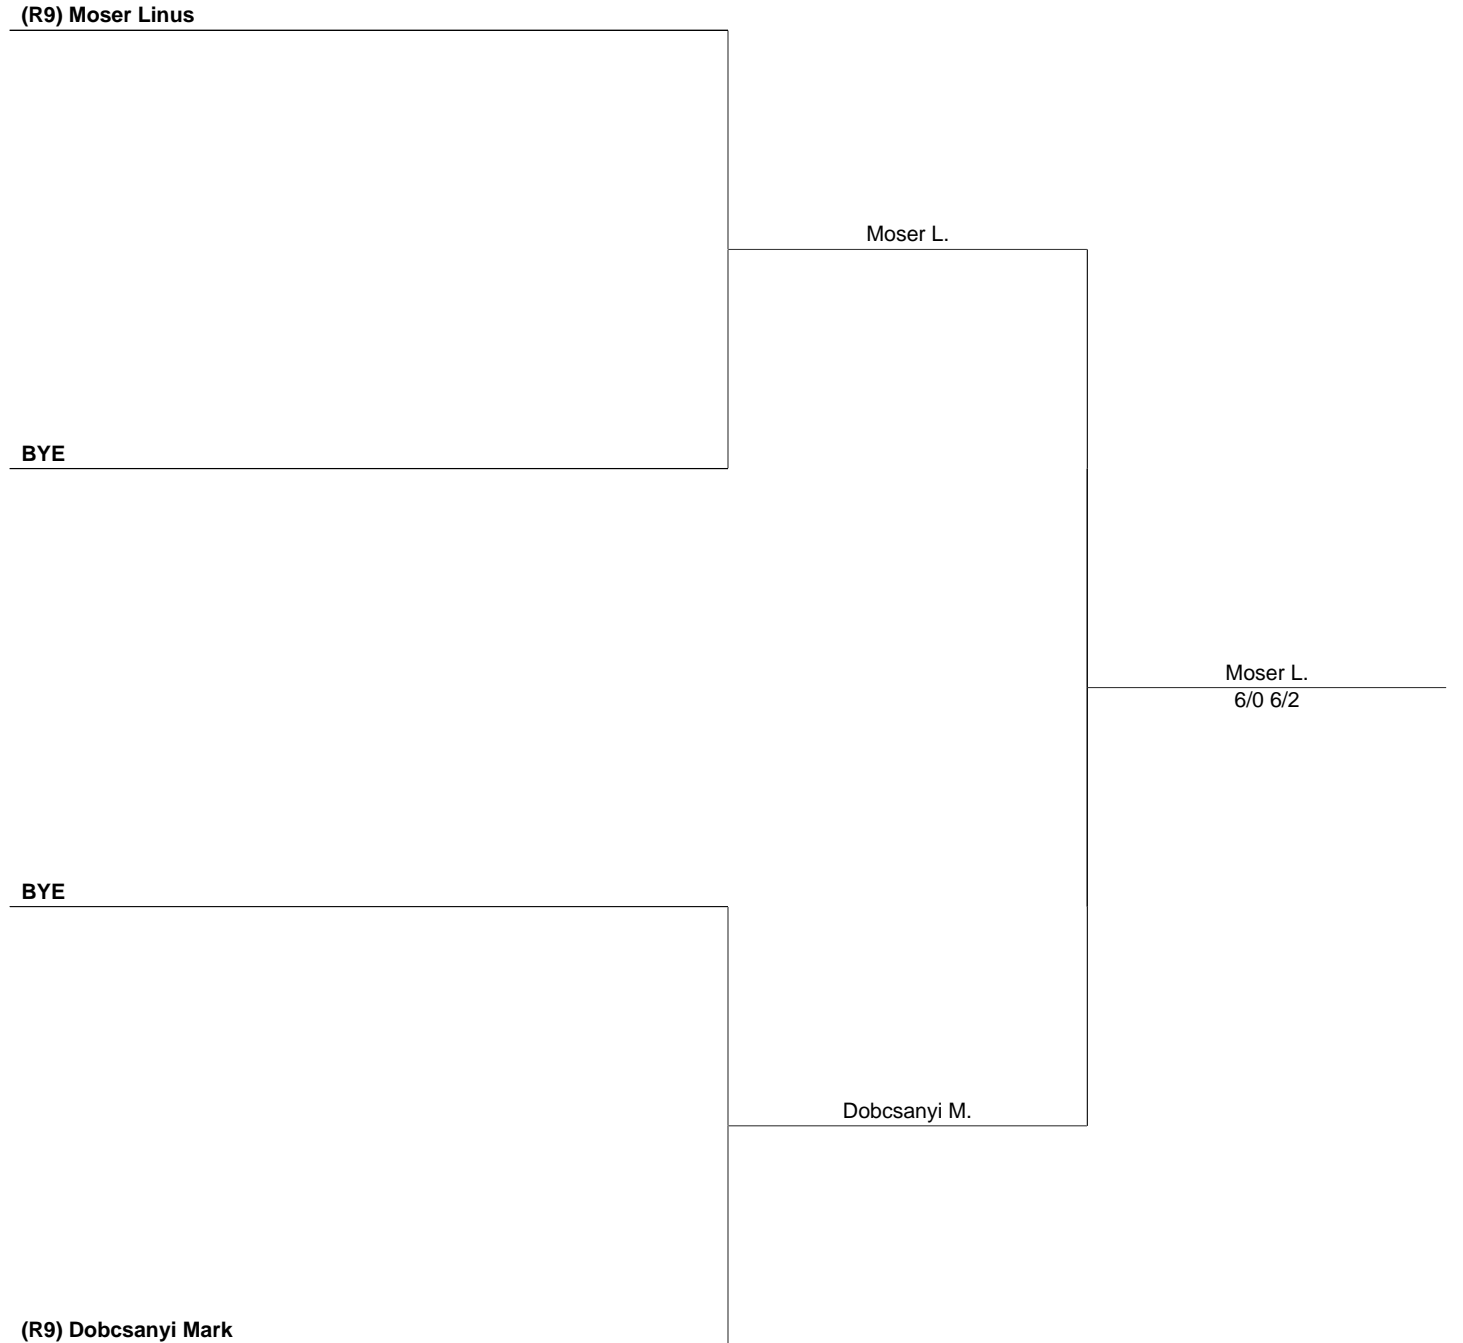 (R9) Moser Linus
Moser L.
BYE
Moser L.
6/0 6/2
BYE
Dobcsanyi M.
(R9) Dobcsanyi Mark